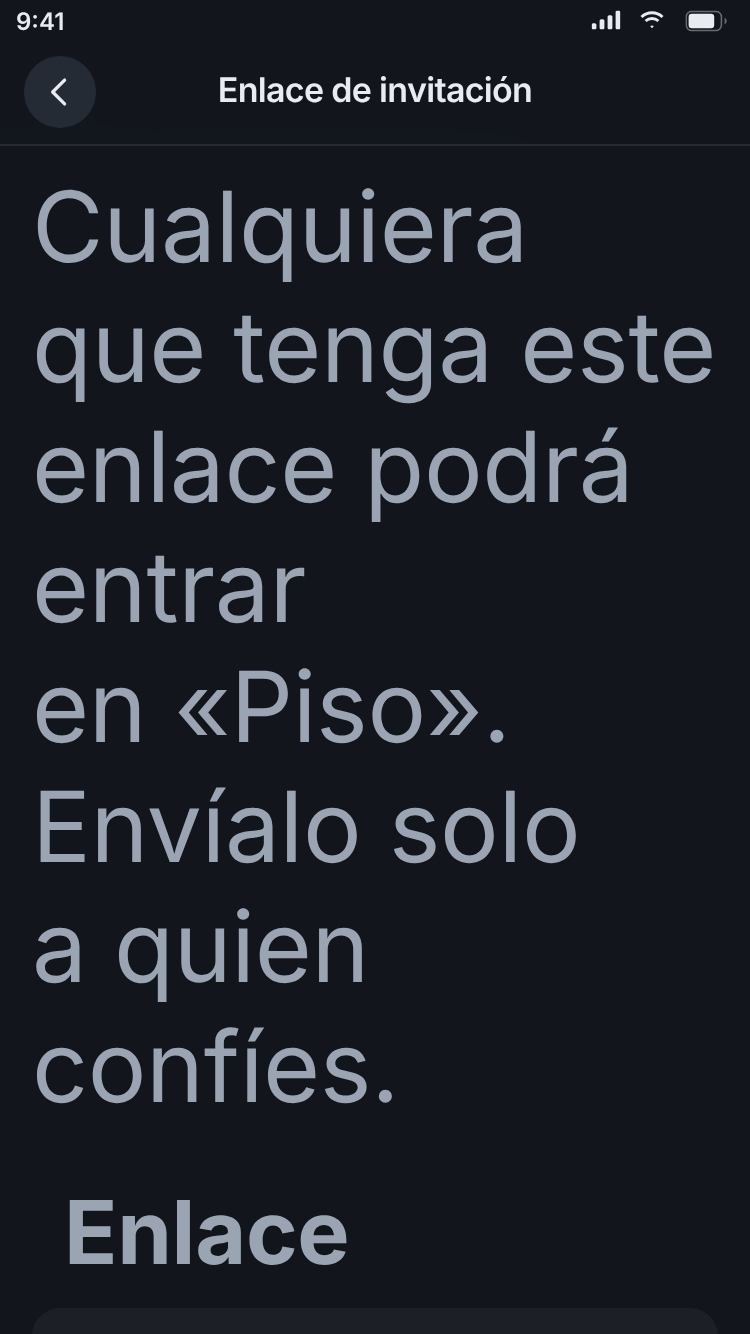 9:41
Enlace de invitación
Cualquiera
que tenga este
enlace podrá
entrar
en «Piso».
Envíalo solo
a quien
confíes.
Enlace